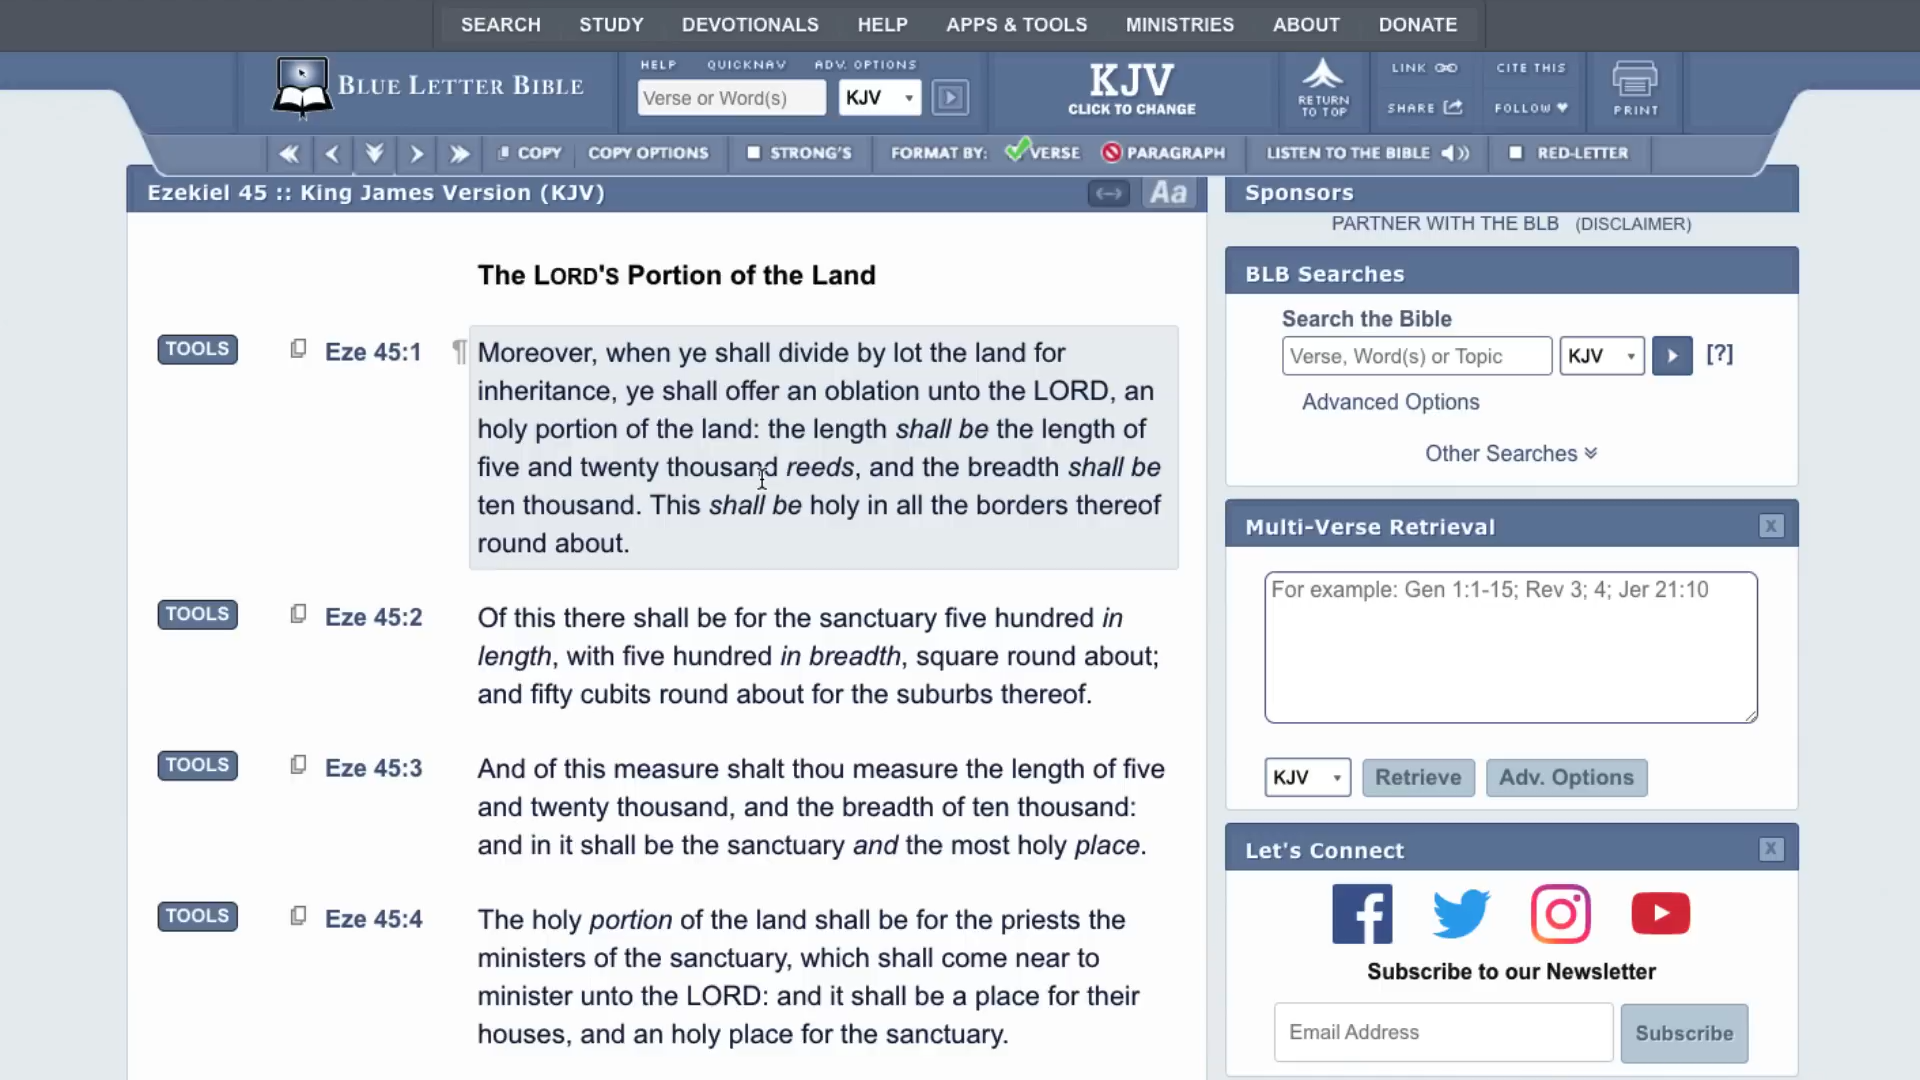 SEARCH STUDY DEVOTIONALS HELP APPS & TOOLS MINISTRIES ABOUT DONATE
BLUE LETTER BIBLE
HELP QUICKNAV ADV. OPTIONS
Verse or Word(s) KJV
KJV
CLICK TO CHANGE
RETURN
TO TOP
LINK CITE THIS
SHARE FOLLOW
PRINT
COPY COPY OPTIONS STRONG'S FORMAT BY: VERSE PARAGRAPH LISTEN TO THE BIBLE RED-LETTER
Ezekiel 45 :: King James Version (KJV) Aa
The LORD'S Portion of the Land
TOOLS Eze 45:1 ¶ Moreover, when ye shall divide by lot the land for
inheritance, ye shall offer an oblation unto the LORD, an
holy portion of the land: the length shall be the length of
five and twenty thousand reeds, and the breadth shall be
ten thousand. This shall be holy in all the borders thereof
round about.
TOOLS Eze 45:2 Of this there shall be for the sanctuary five hundred in
length, with five hundred in breadth, square round about;
and fifty cubits round about for the suburbs thereof.
TOOLS Eze 45:3 And of this measure shalt thou measure the length of five
and twenty thousand, and the breadth of ten thousand:
and in it shall be the sanctuary and the most holy place.
TOOLS Eze 45:4 The holy portion of the land shall be for the priests the
ministers of the sanctuary, which shall come near to
minister unto the LORD: and it shall be a place for their
houses, and an holy place for the sanctuary.
Sponsors
PARTNER WITH THE BLB (DISCLAIMER)
BLB Searches
Search the Bible
Verse, Word(s) or Topic KJV [?]
Advanced Options
Other Searches
Multi-Verse Retrieval X
For example: Gen 1:1-15; Rev 3; 4; Jer 21:10
KJV Retrieve Adv. Options
Let's Connect X
Subscribe to our Newsletter
Email Address Subscribe